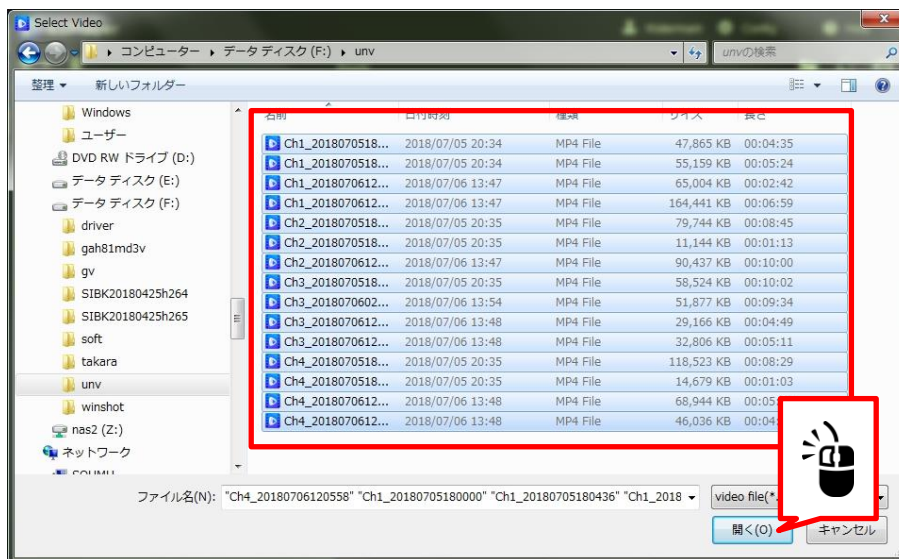 Select Video
コンピューター ▸ データ ディスク (F:) ▸ unv
unvの検索
整理 ▼ 新しいフォルダー
Windows
ユーザー
DVD RW ドライブ (D:)
データ ディスク (E:)
データ ディスク (F:)
driver
gah81md3v
gv
SIBK20180425h264
SIBK20180425h265
soft
takara
unv
winshot
nas2 (Z:)
ネットワーク
名前 日付時刻 種類 サイズ 長さ
Ch1_2018070518... 2018/07/05 20:34 MP4 File 47,865 KB 00:04:35
Ch1_2018070518... 2018/07/05 20:34 MP4 File 55,159 KB 00:05:24
Ch1_2018070612... 2018/07/06 13:47 MP4 File 65,004 KB 00:02:42
Ch1_2018070612... 2018/07/06 13:47 MP4 File 164,441 KB 00:06:59
Ch2_2018070518... 2018/07/05 20:35 MP4 File 79,744 KB 00:08:45
Ch2_2018070518... 2018/07/05 20:35 MP4 File 11,144 KB 00:01:13
Ch2_2018070612... 2018/07/06 13:47 MP4 File 90,437 KB 00:10:00
Ch3_2018070518... 2018/07/05 20:35 MP4 File 58,524 KB 00:10:02
Ch3_2018070602... 2018/07/06 13:54 MP4 File 51,877 KB 00:09:34
Ch3_2018070612... 2018/07/06 13:48 MP4 File 29,166 KB 00:04:49
Ch3_2018070612... 2018/07/06 13:48 MP4 File 32,806 KB 00:05:11
Ch4_2018070518... 2018/07/05 20:35 MP4 File 118,523 KB 00:08:29
Ch4_2018070518... 2018/07/05 20:35 MP4 File 14,679 KB 00:01:03
Ch4_2018070612... 2018/07/06 13:48 MP4 File 68,944 KB 00:05:
Ch4_2018070612... 2018/07/06 13:48 MP4 File 46,036 KB 00:04:
ファイル名(N): "Ch4_20180706120558" "Ch1_20180705180000" "Ch1_20180705180436" "Ch1_2018 video file(*.
開く(O) キャンセル